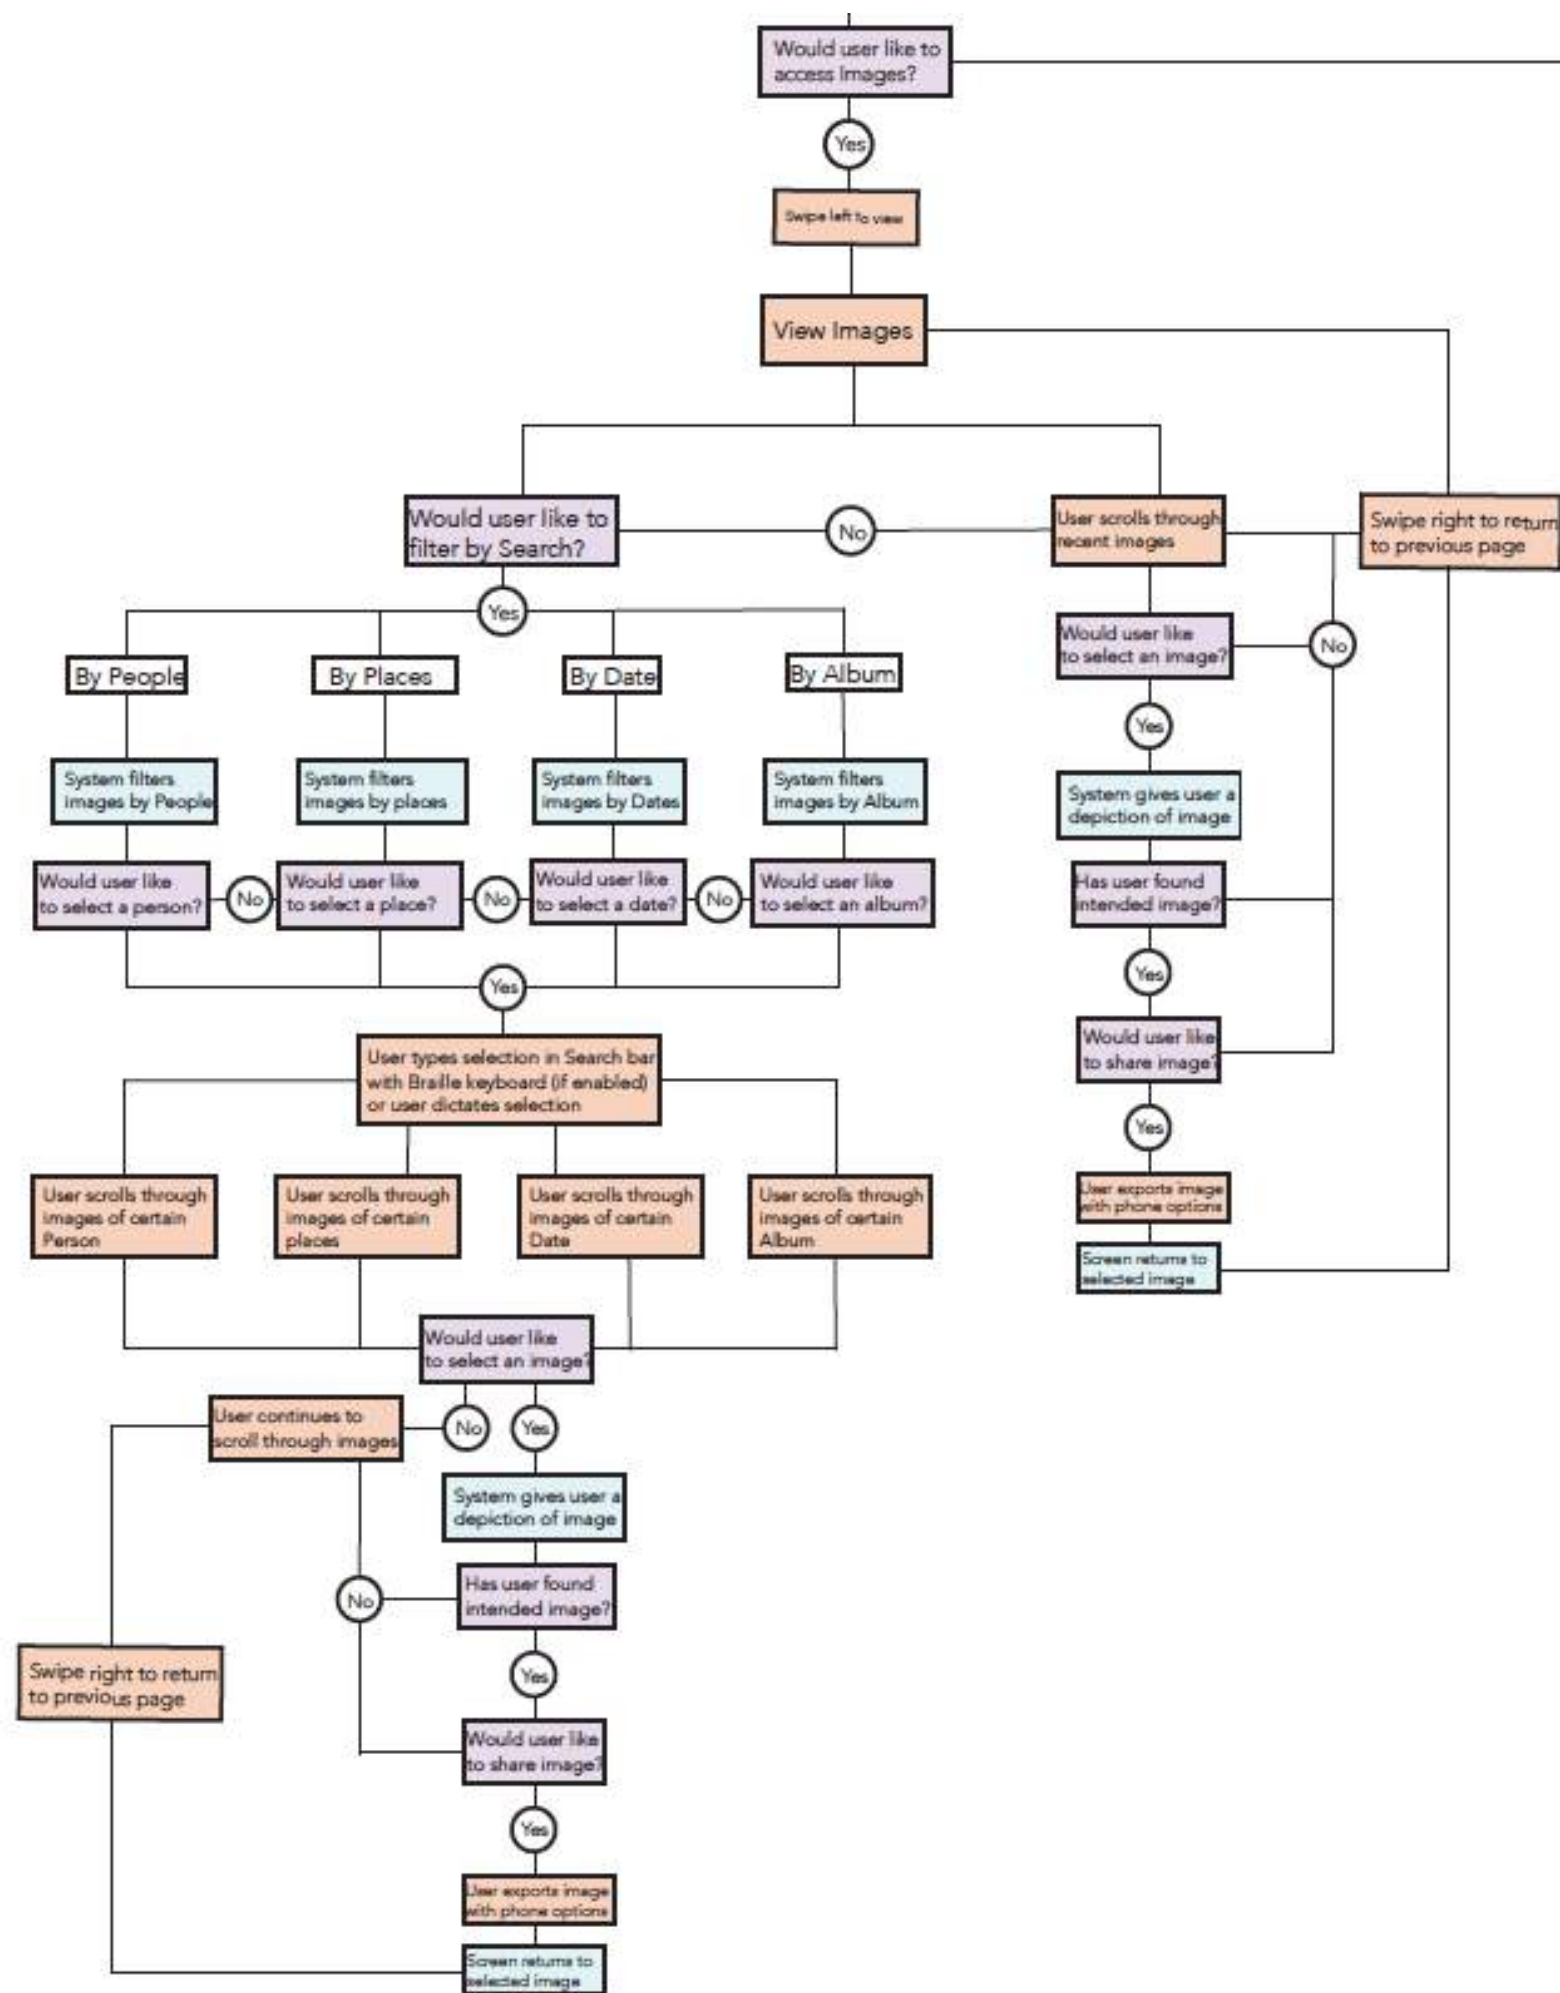 Would user like to
access Images?
Yes
Swipe left to view
View Images
Would user like to
filter by Search?
No
User scrolls through
recent images
Swipe right to return
to previous page
Yes
By People
By Places
By Date
By Album
Would user like
to select an image?
No
Yes
System filters
images by People
System filters
images by places
System filters
images by Dates
System filters
images by Album
System gives user a
depiction of image
Would user like
to select a person?
No
Would user like
to select a place?
No
Would user like
to select a date?
No
Would user like
to select an album?
Has user found
intended image?
Yes
Yes
User types selection in Search bar
with Braille keyboard (if enabled)
or user dictates selection
Would user like
to share image?
Yes
User scrolls through
images of certain
Person
User scrolls through
images of certain
places
User scrolls through
images of certain
Date
User scrolls through
images of certain
Album
User exports image
with phone options
Screen returns to
selected image
Would user like
to select an image?
User continues to
scroll through images
No
Yes
System gives user a
depiction of image
No
Has user found
intended image?
Yes
Swipe right to return
to previous page
Would user like
to share image?
Yes
User exports image
with phone options
Screen returns to
selected image